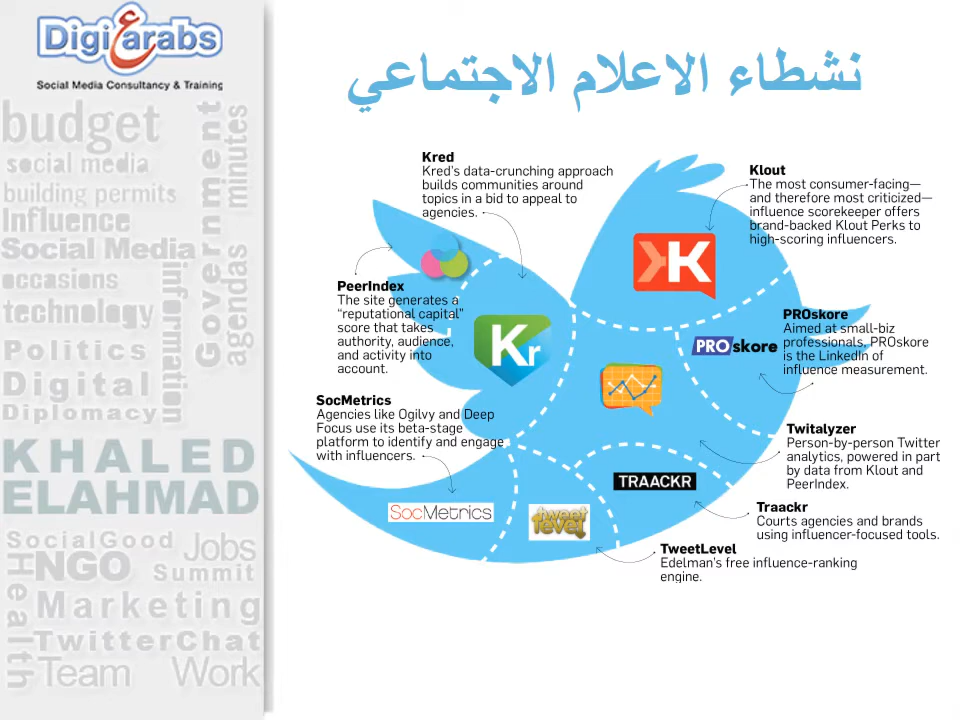 Digiعarabs
Social Media Consultancy & Training
budget
social media
building permits
Influence
Social Media
occasions
technology
Politics
Digital
Diplomacy
Government
minutes
agendas
information
KHALED
ELAHMAD
SocialGood
Jobs
NGO
Summit
Health
Marketing
TwitterChat
Team Work
نشطاء الاعلام الاجتماعي
Kred
Kred's data-crunching approach
builds communities around
topics in a bid to appeal to
agencies.
Klout
The most consumer-facing—
and therefore most criticized—
influence scorekeeper offers
brand-backed Klout Perks to
high-scoring influencers.
K
PeerIndex
The site generates a
“reputational capital”
score that takes
authority, audience,
and activity into
account.
Kr
PROskore
PROskore
Aimed at small-biz
professionals, PROskore
is the LinkedIn of
influence measurement.
SocMetrics
Agencies like Ogilvy and Deep
Focus use its beta-stage
platform to identify and engage
with influencers.
Twitalyzer
Person-by-person Twitter
analytics, powered in part
by data from Klout and
PeerIndex.
TRAACKR
SocMetrics
tweet
level
Traackr
Courts agencies and brands
using influencer-focused tools.
TweetLevel
Edelman's free influence-ranking
engine.